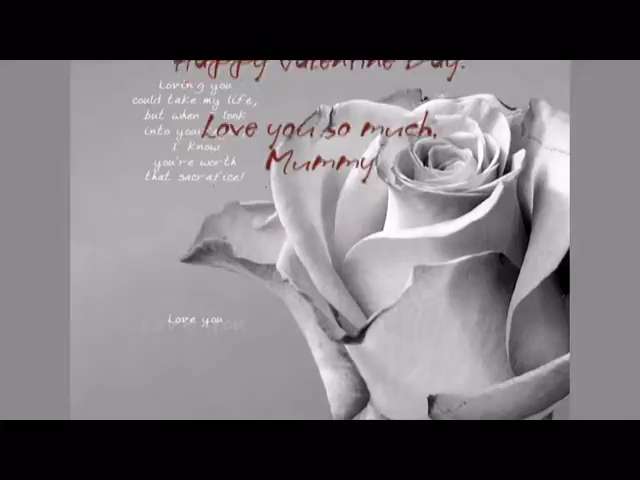 Happy Valentine Day.
Loving you
could take my life,
but when I look
into you
I know
you're worth
that sacrafice!
Love you so much.
Mummy
Love you